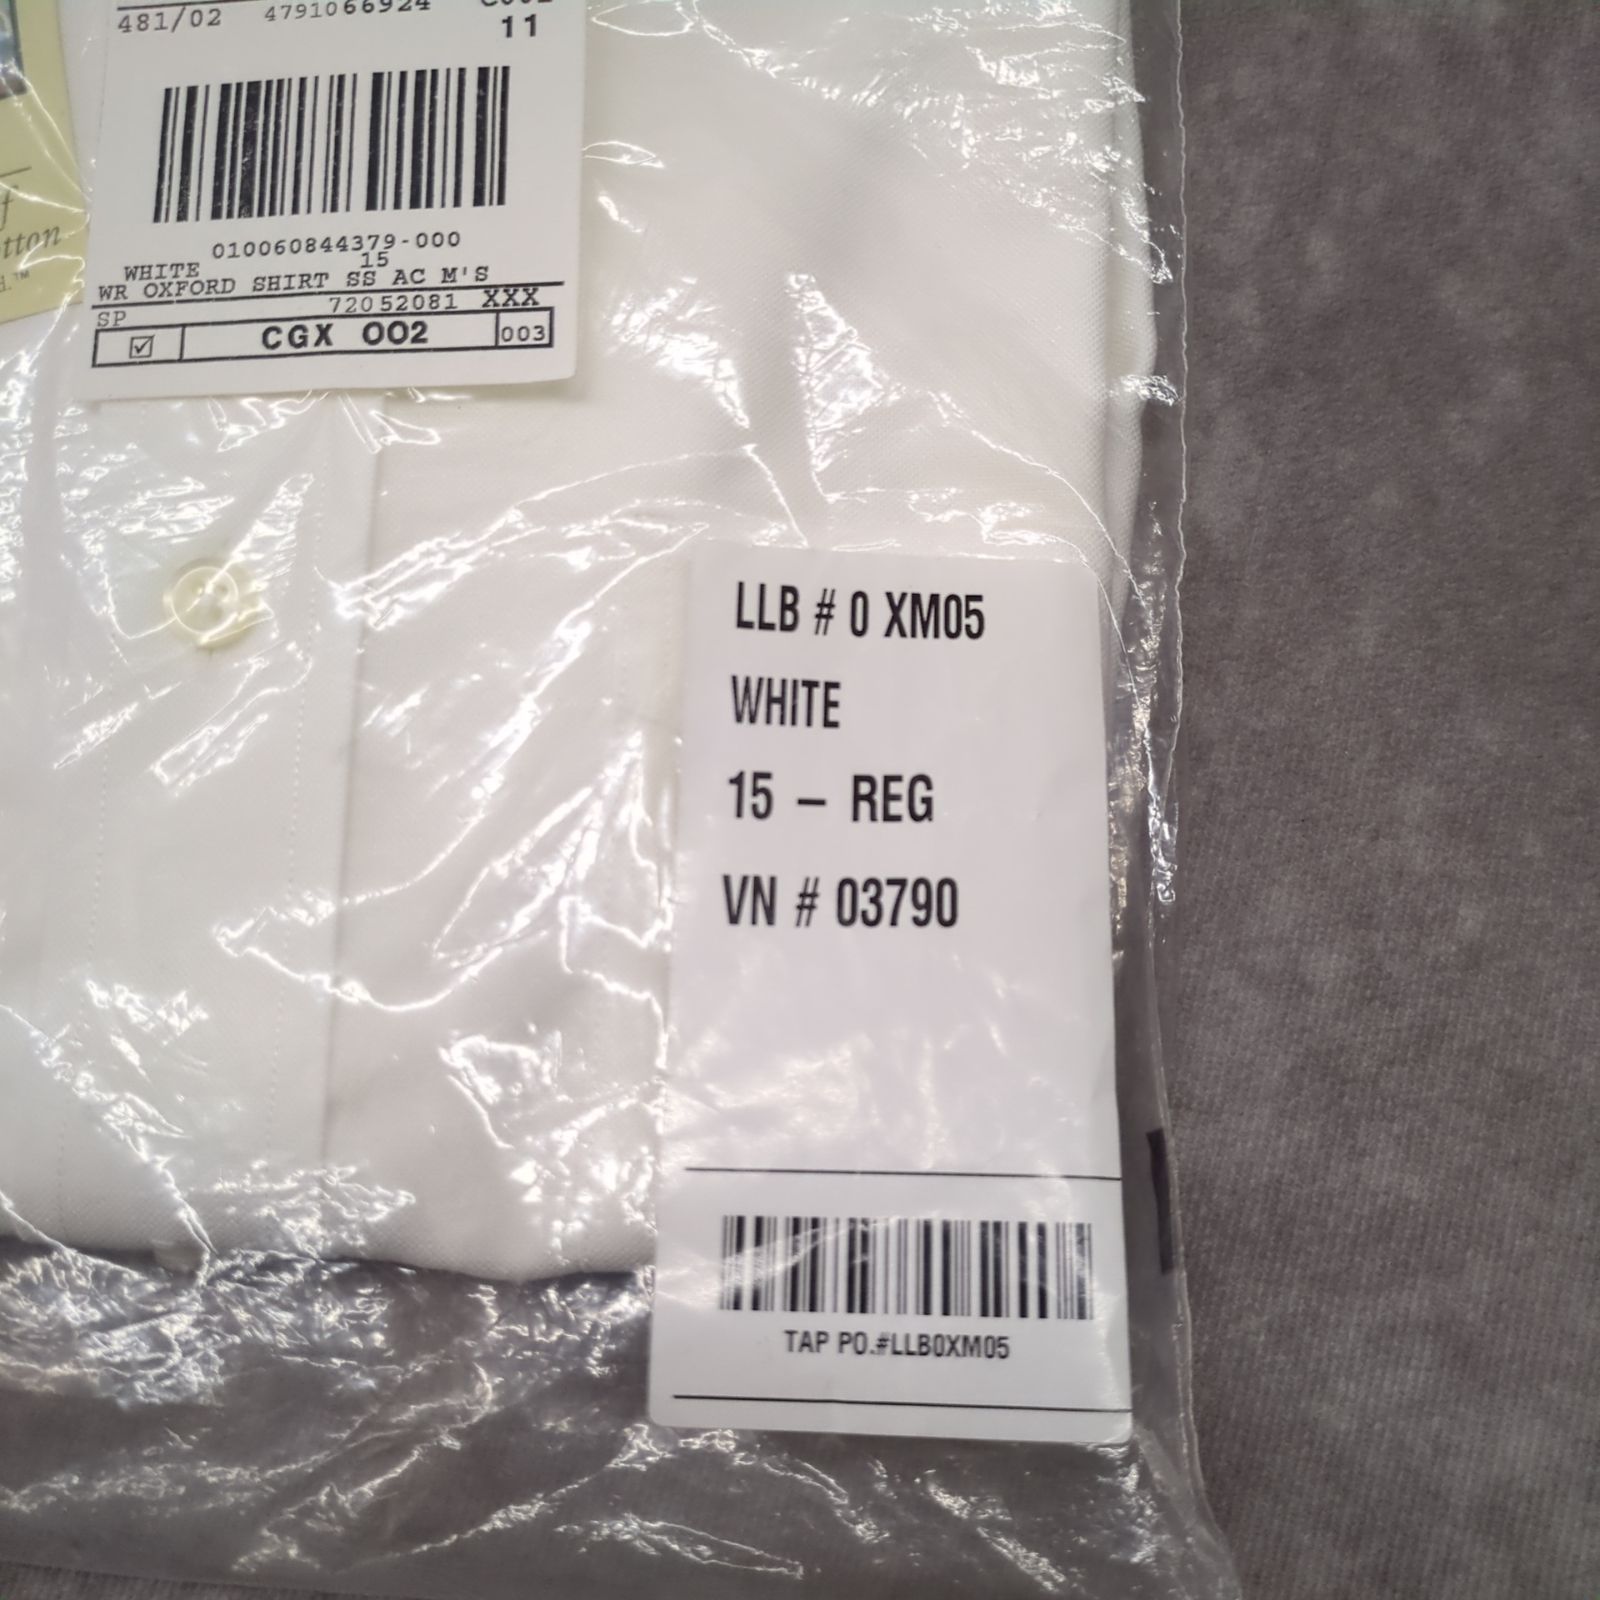 481/02 4791066924
11
010060844379-000
WHITE 15
WR OXFORD SHIRT SS AC M'S
72052081 XXX
SP
CGX 002 003
LLB # 0 XM05
WHITE
15 – REG
VN # 03790
TAP PO.#LLB0XM05